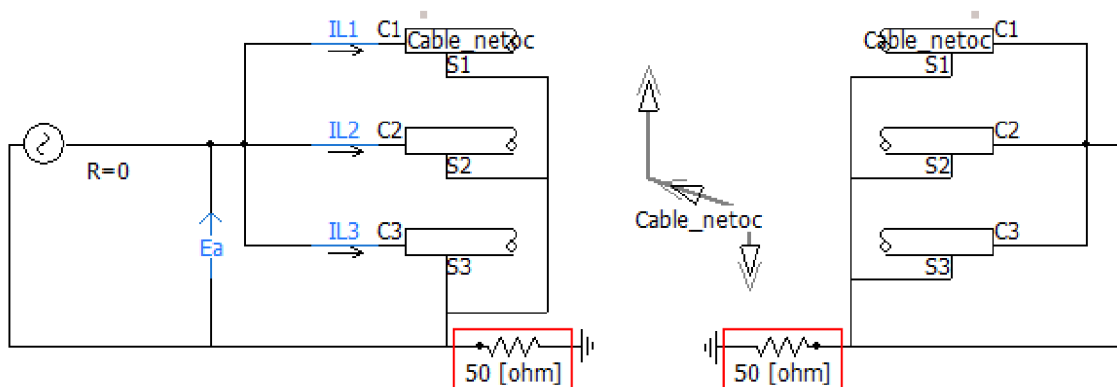 IL1 C1 Cable_netoc
S1
IL2 C2
S2
R=0
IL3 C3
Ea
S3
50 [ohm]
Cable_netoc
Cable_netoc C1
S1
C2
S2
C3
S3
50 [ohm]